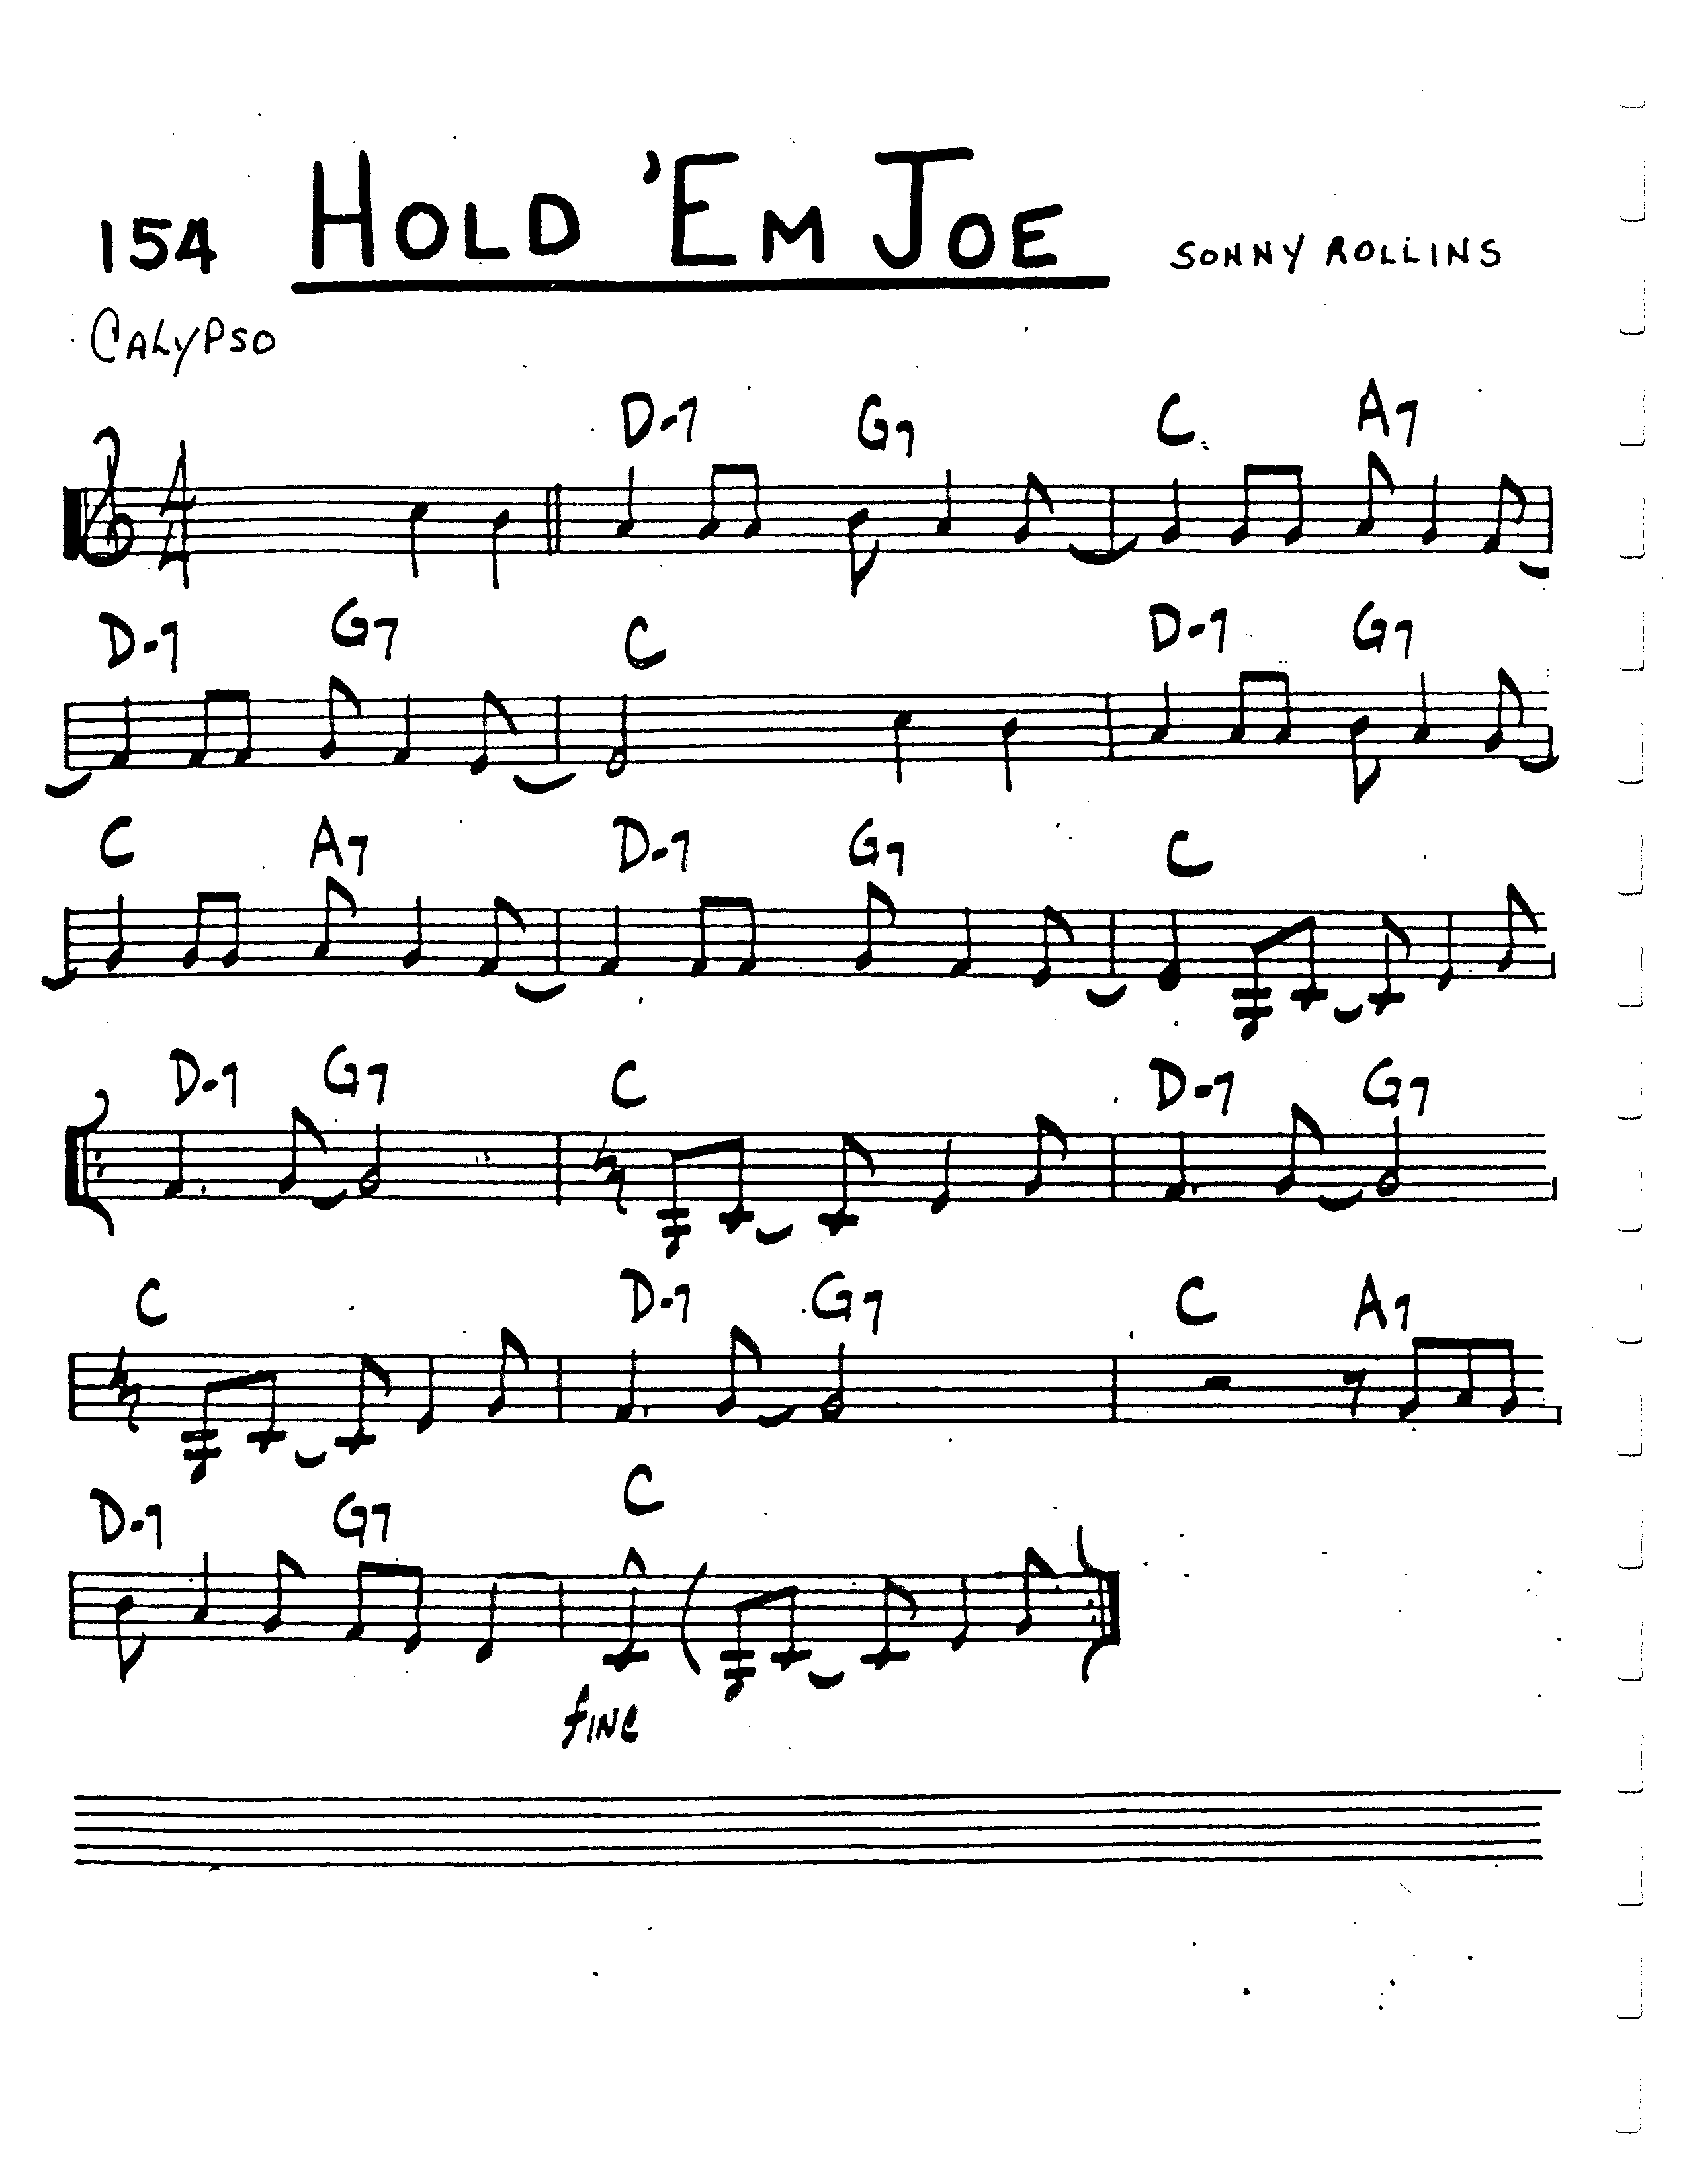 154 HOLD 'EM JOE SONNY ROLLINS
CALYPSO
D-7 G7 C A7
D-7 G7 C D-7 G7
C A7 D-7 G7 C
D-7 G7 C D-7 G7
C D-7 G7 C A7
D-7 G7 C
FINE